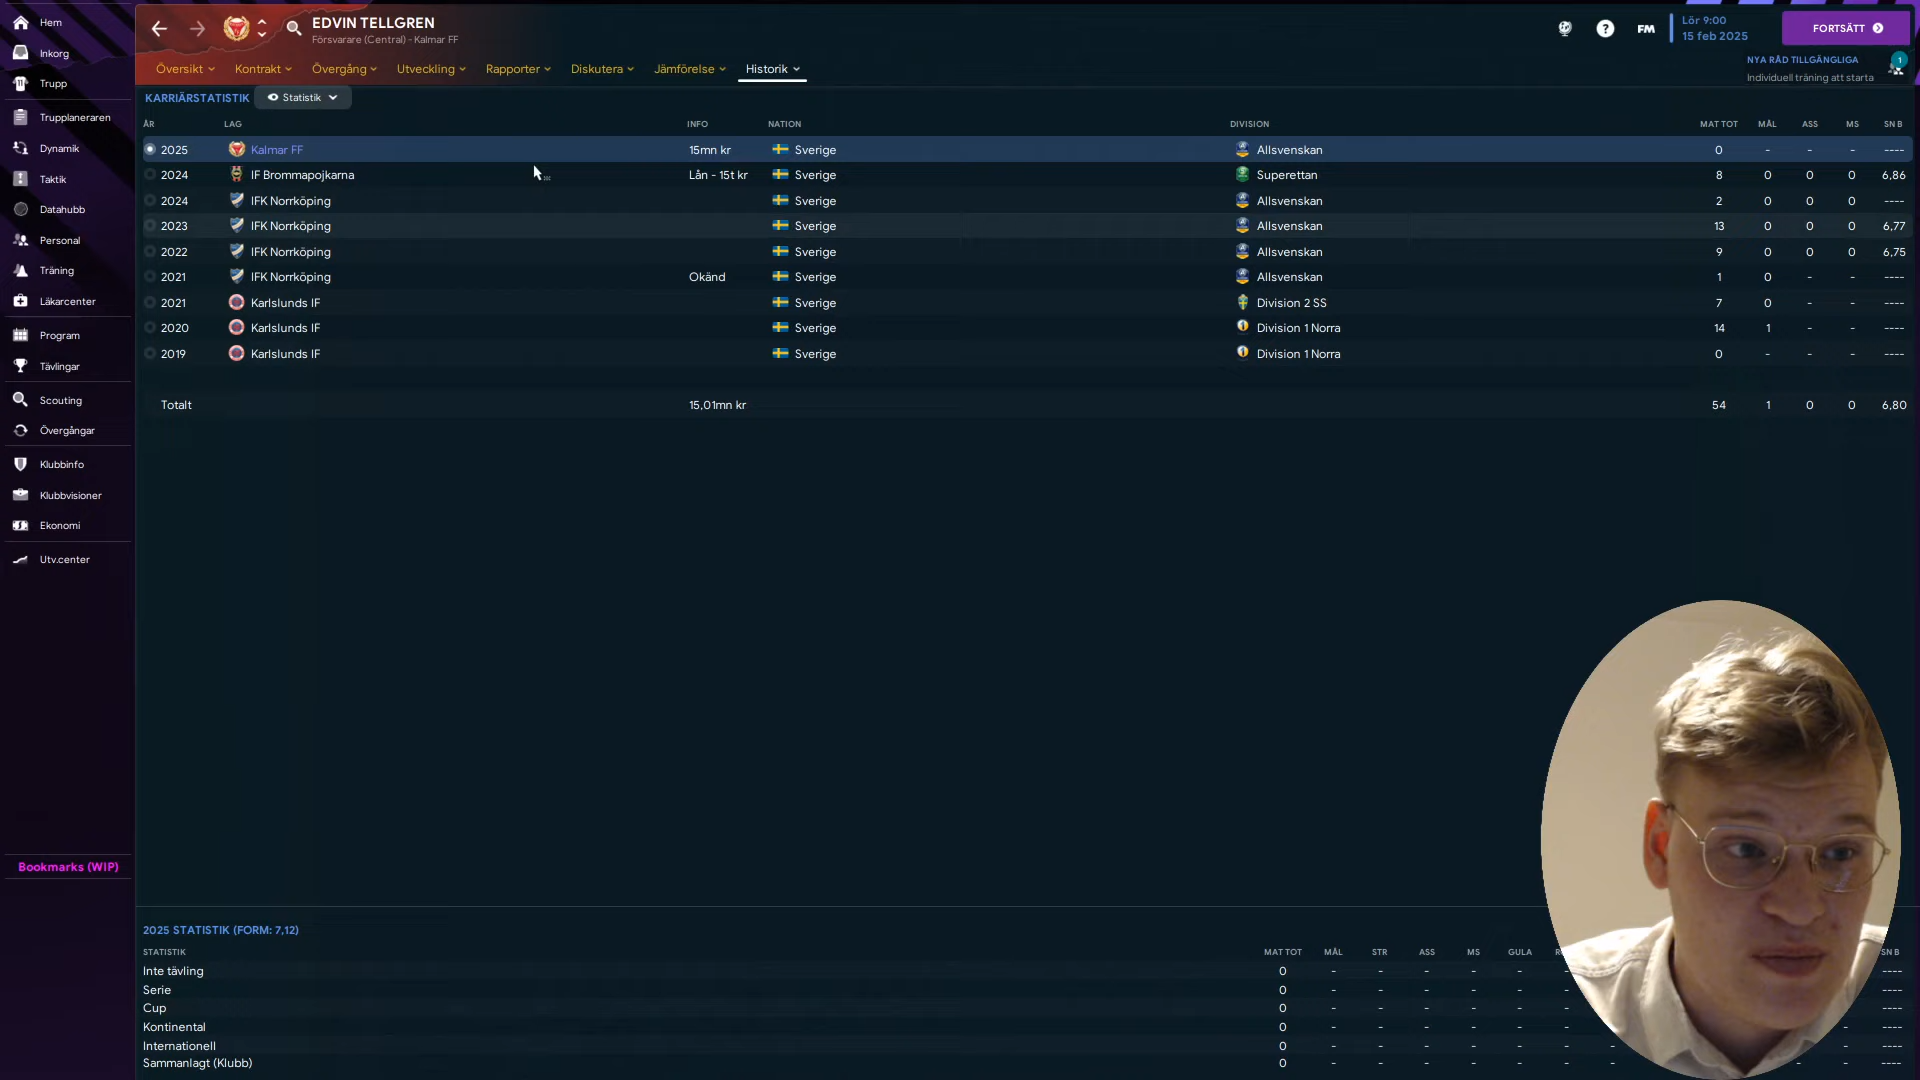 Hem
Inkorg
Trupp
Trupplaneraren
Dynamik
Taktik
Datahubb
Personal
Träning
Läkarcenter
Program
Tävlingar
Scouting
Övergångar
Klubbinfo
Klubbvisioner
Ekonomi
Utv.center
Bookmarks (WIP)
EDVIN TELLGREN
Försvarare (Central) - Kalmar FF
FM
Lör 9:00
15 feb 2025
FORTSÄTT
Översikt Kontrakt Övergång Utveckling Rapporter Diskutera Jämförelse Historik
NYA RÅD TILLGÄNGLIGA 1
Individuell träning att starta
KARRIÄRSTATISTIK Statistik
ÅR LAG INFO NATION DIVISION MAT TOT MÅL ASS MS SN B
2025 Kalmar FF 15mn kr Sverige Allsvenskan 0 - - - ----
2024 IF Brommapojkarna Lån - 15t kr Sverige Superettan 8 0 0 0 6,86
2024 IFK Norrköping Sverige Allsvenskan 2 0 0 0 ----
2023 IFK Norrköping Sverige Allsvenskan 13 0 0 0 6,77
2022 IFK Norrköping Sverige Allsvenskan 9 0 0 0 6,75
2021 IFK Norrköping Okänd Sverige Allsvenskan 1 0 - - ----
2021 Karlslunds IF Sverige Division 2 SS 7 0 - - ----
2020 Karlslunds IF Sverige Division 1 Norra 14 1 - - ----
2019 Karlslunds IF Sverige Division 1 Norra 0 - - - ----
Totalt 15,01mn kr 54 1 0 0 6,80
2025 STATISTIK (FORM: 7,12)
STATISTIK MAT TOT MÅL STR ASS MS GULA SN B
Inte tävling 0 - - - - - - ----
Serie 0 - - - - - - ----
Cup 0 - - - - - ----
Kontinental 0 - - - - - - - ----
Internationell 0 - - - - - - - - ----
Sammanlagt (Klubb) 0 - - - - - - - - - ----